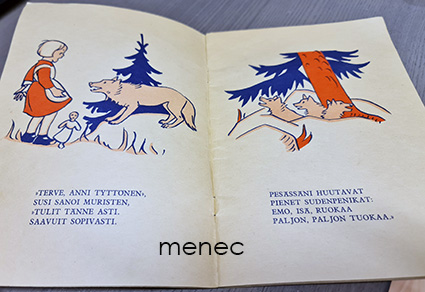 »TERVE, ANNI TYTTÖNEN»,
SUSI SANOI MURISTEN,
»TULIT TÄNNE ASTI.
SAAVUIT SOPIVASTI.
PESÄSSÄNI HUUTAVAT
PIENET SUDENPENIKAT:
EMO, ISÄ, RUOKAA
PALJON, PALJON TUOKAA.»
menec